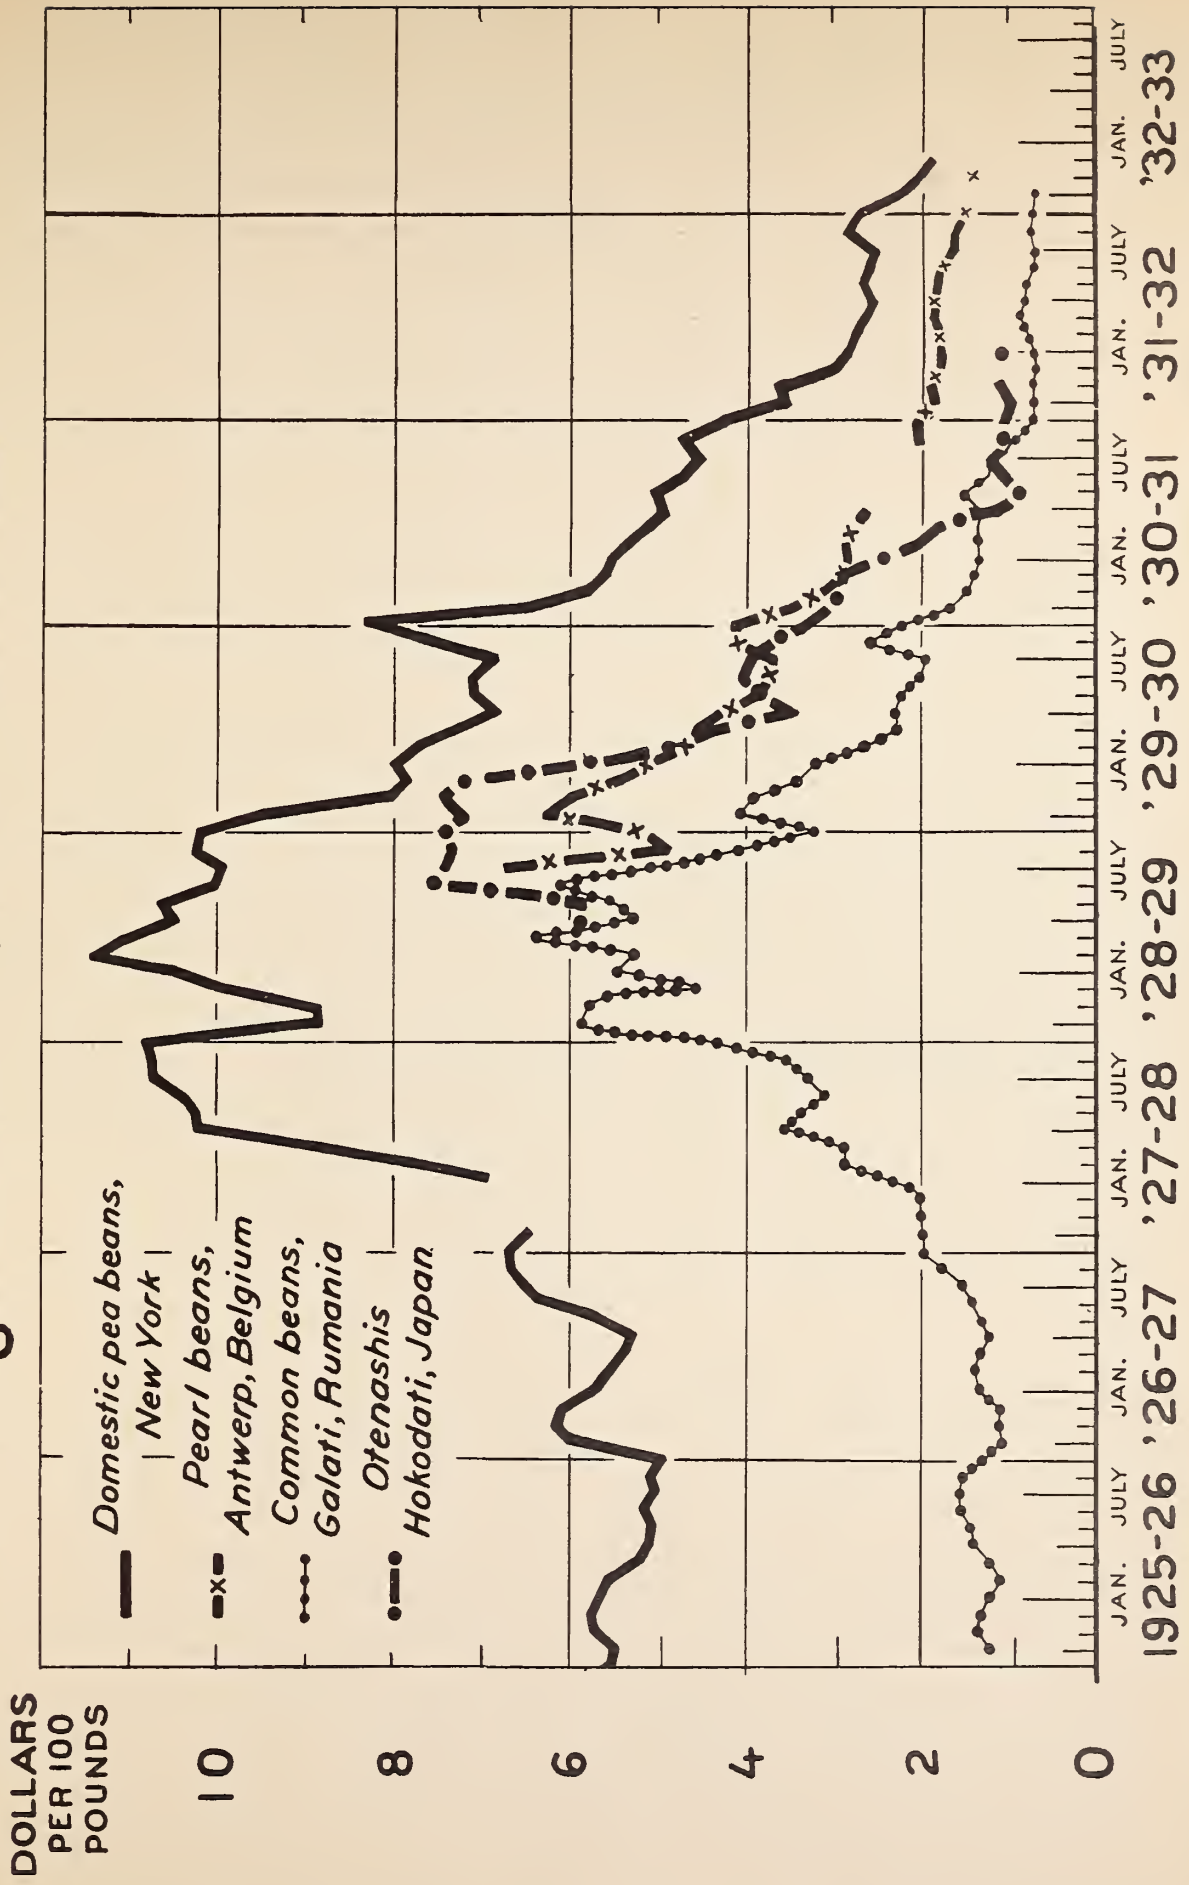 DOLLARS
PER 100
POUNDS
10
8
6
4
2
0
Domestic pea beans,
New York
Pearl beans,
Antwerp, Belgium
Common beans,
Galati, Rumania
Otenashis
Hokodati, Japan
JAN. JULY JAN. JULY JAN. JULY JAN. JULY JAN. JULY JAN. JULY JAN. JULY JAN. JULY
1925-26 '26-27 '27-28 '28-29 '29-30 '30-31 '31-32 '32-33